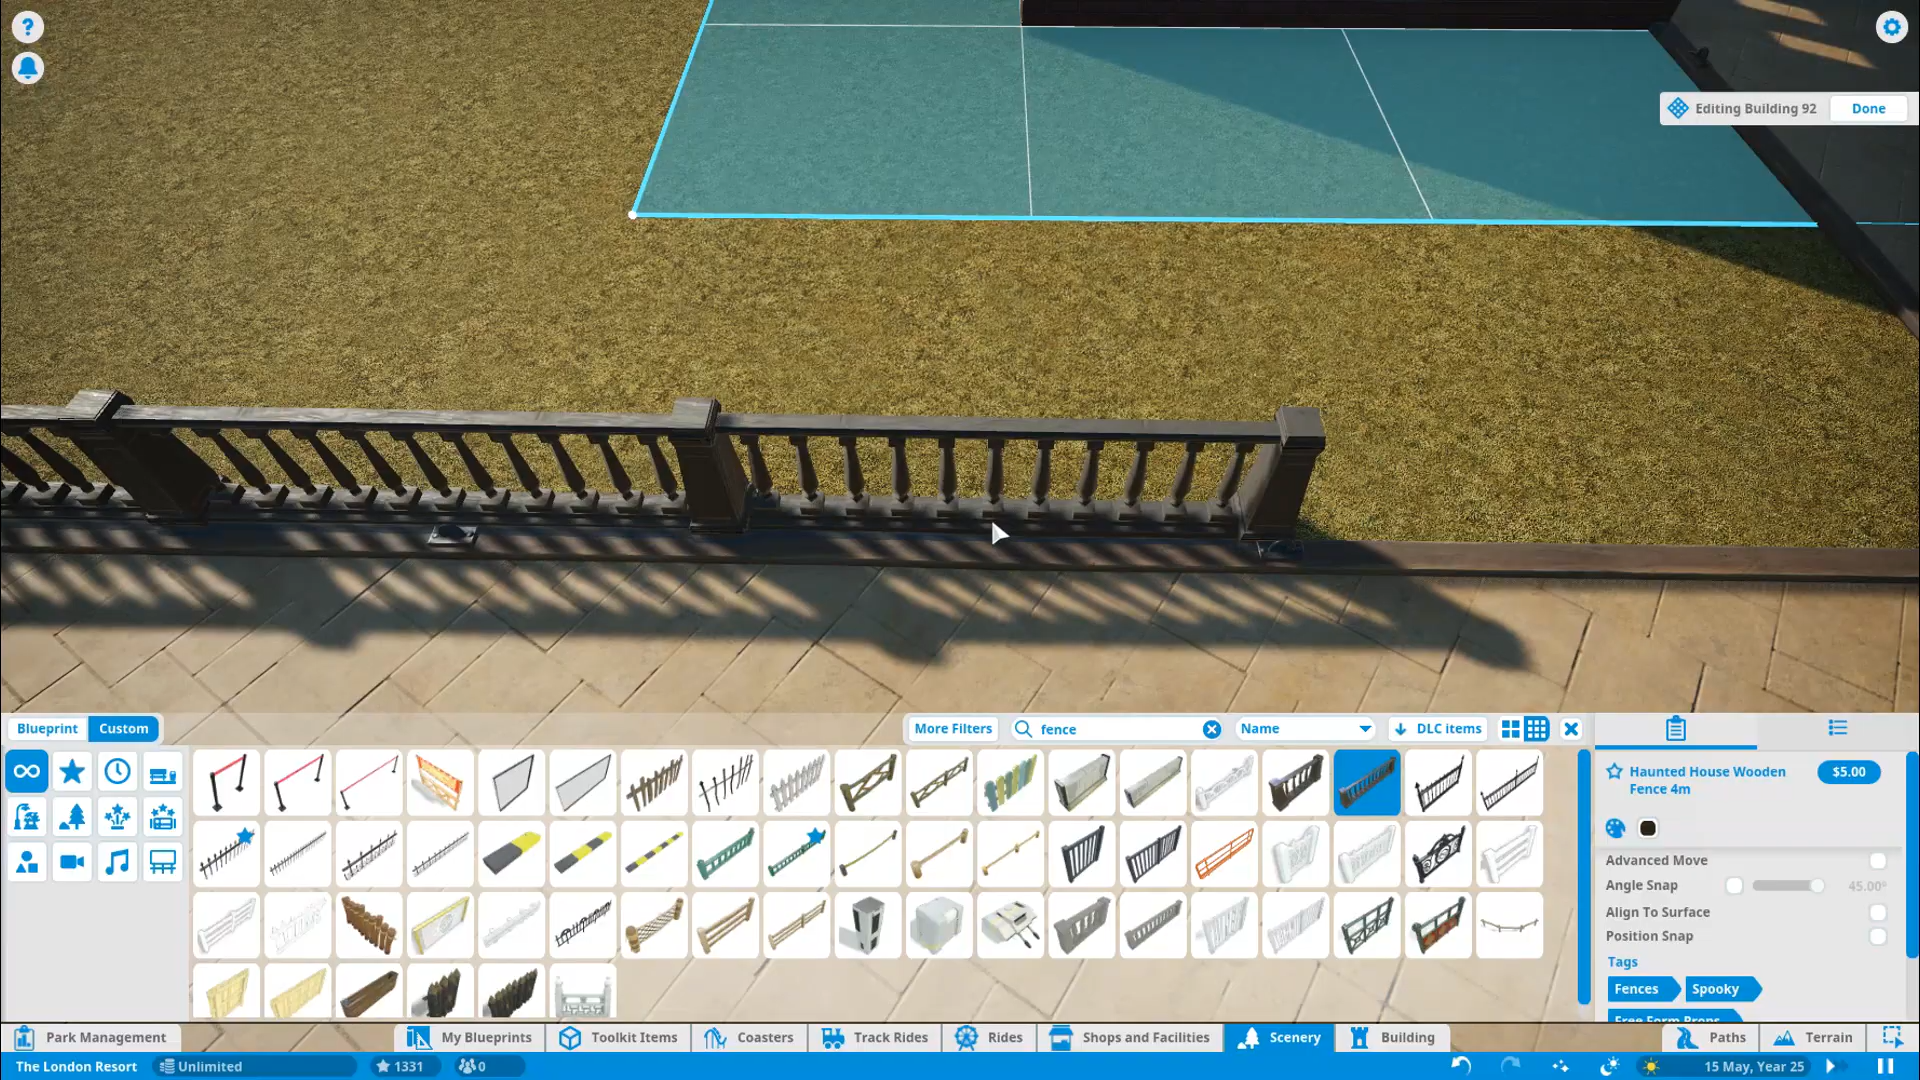 ?
Editing Building 92 Done
Blueprint Custom
More Filters fence Name DLC items
Haunted House Wooden Fence 4m
$5.00
Advanced Move
Angle Snap 45.00°
Align To Surface
Position Snap
Tags
Fences Spooky
Free Form Props
Park Management My Blueprints Toolkit Items Coasters Track Rides Rides Shops and Facilities Scenery Building Paths Terrain
The London Resort Unlimited 1331 0 15 May, Year 25